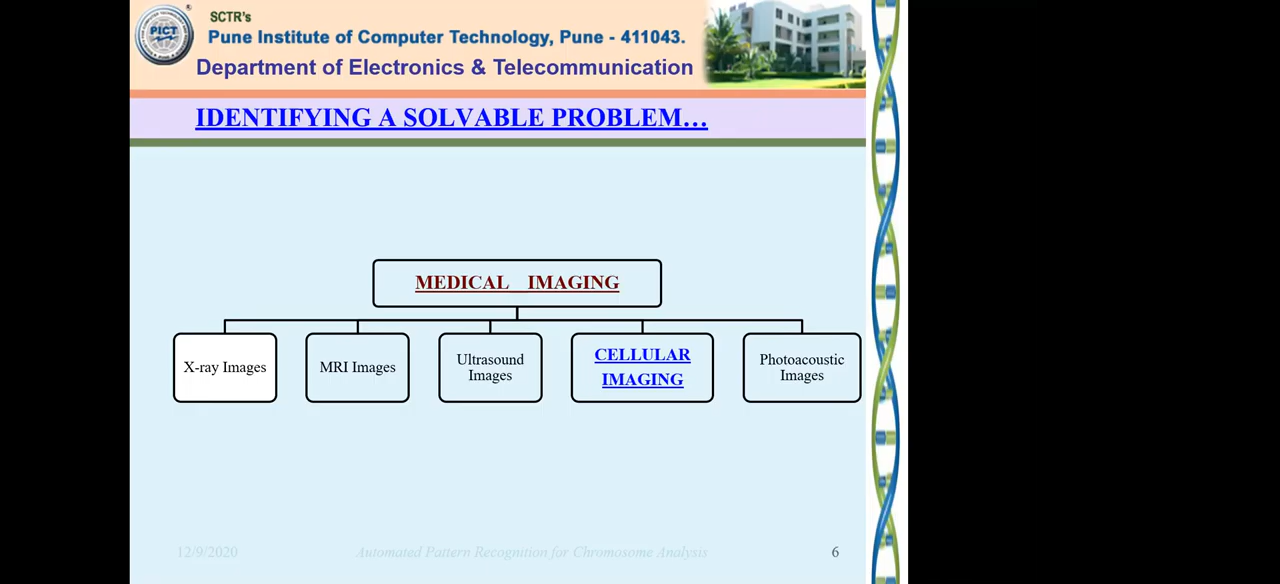 SCTR's
PICT
Pune Institute of Computer Technology, Pune - 411043.
Department of Electronics & Telecommunication
IDENTIFYING A SOLVABLE PROBLEM…
MEDICAL IMAGING
X-ray Images
MRI Images
Ultrasound
Images
CELLULAR
IMAGING
Photoacoustic
Images
12/9/2020
Automated Pattern Recognition for Chromosome Analysis
6